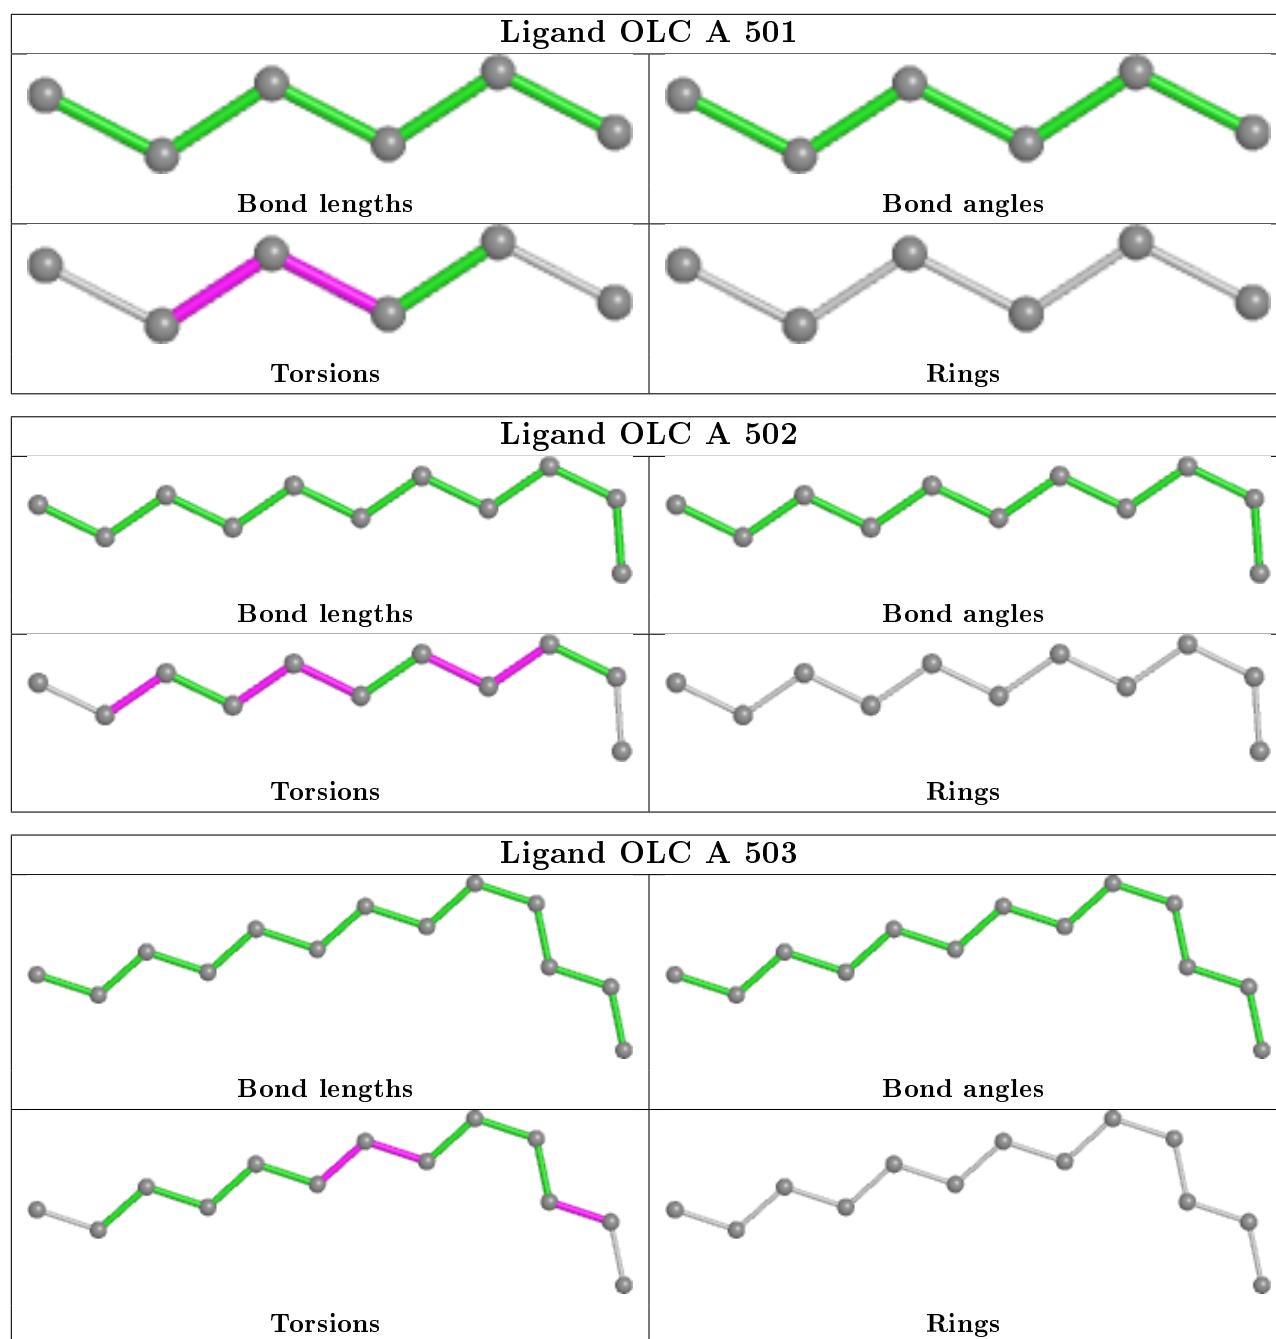 Ligand OLC A 501
Bond lengths Bond angles
Torsions Rings
Ligand OLC A 502
Bond lengths Bond angles
Torsions Rings
Ligand OLC A 503
Bond lengths Bond angles
Torsions Rings